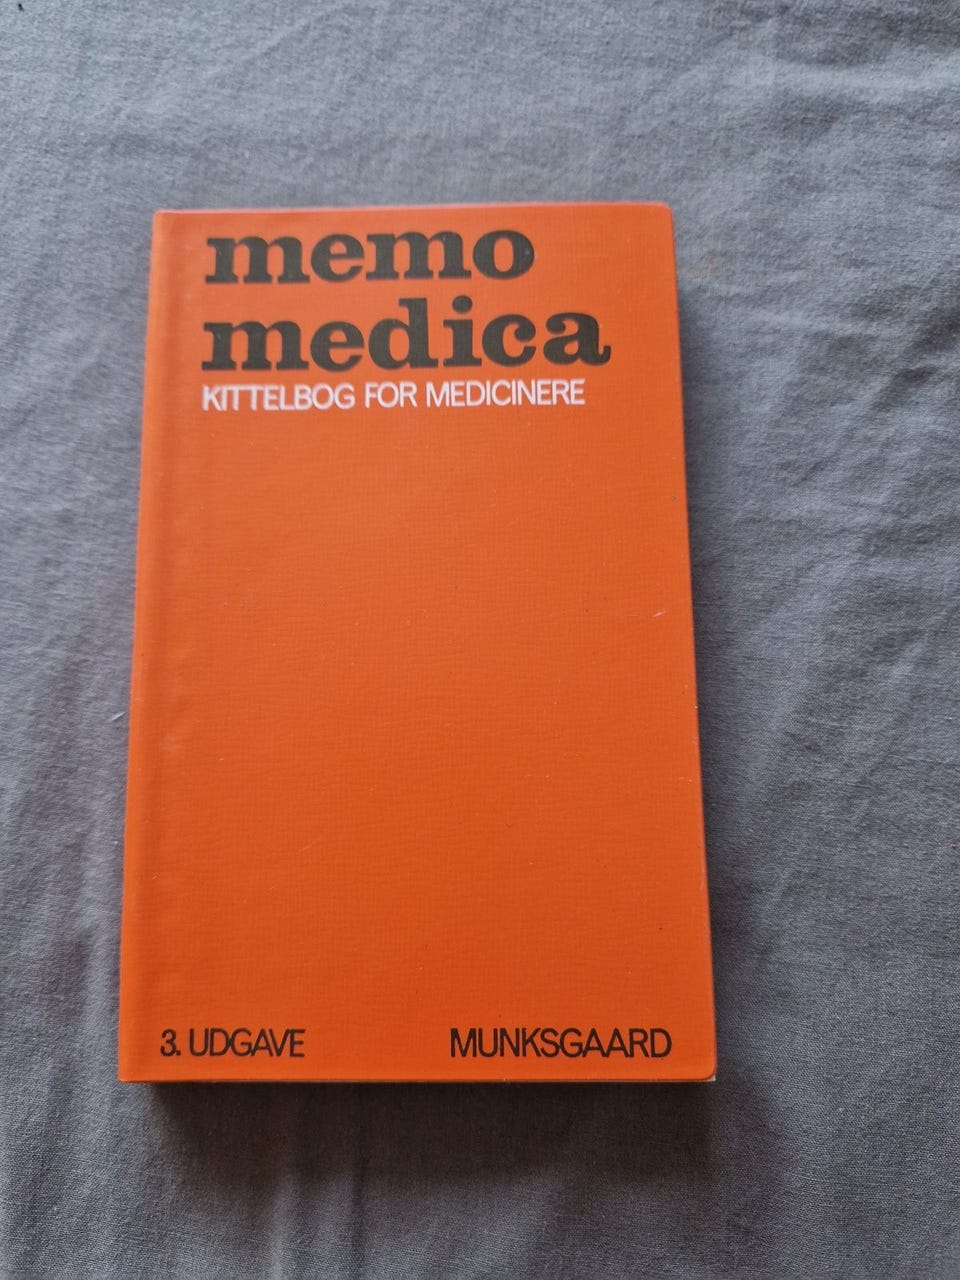 memo
medica
KITTELBOG FOR MEDICINERE
3. UDGAVE MUNKSGAARD